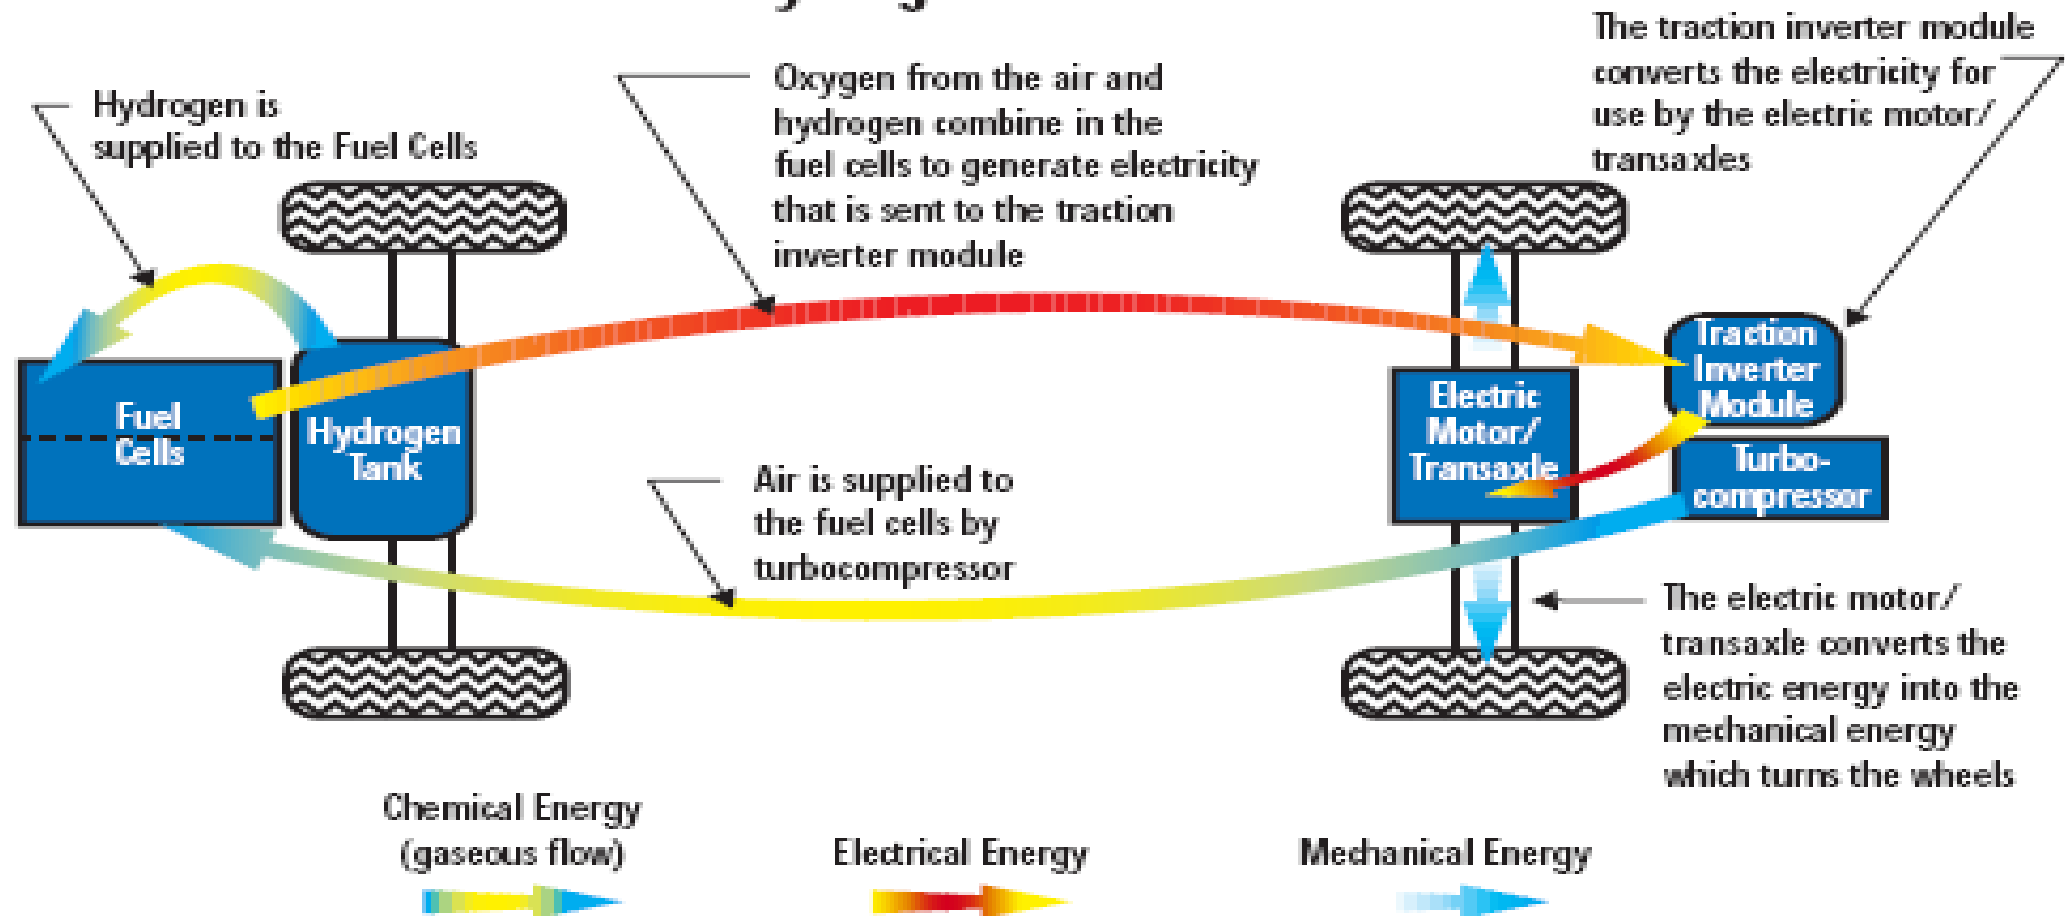 Hydrogen is
supplied to the Fuel Cells
Oxygen from the air and
hydrogen combine in the
fuel cells to generate electricity
that is sent to the traction
inverter module
The traction inverter module
converts the electricity for
use by the electric motor/
transaxles
Fuel
Cells
Hydrogen
Tank
Electric
Motor/
Transaxle
Traction
Inverter
Module
Turbo-
compressor
Air is supplied to
the fuel cells by
turbocompressor
The electric motor/
transaxle converts the
electric energy into the
mechanical energy
which turns the wheels
Chemical Energy
(gaseous flow)
Electrical Energy
Mechanical Energy